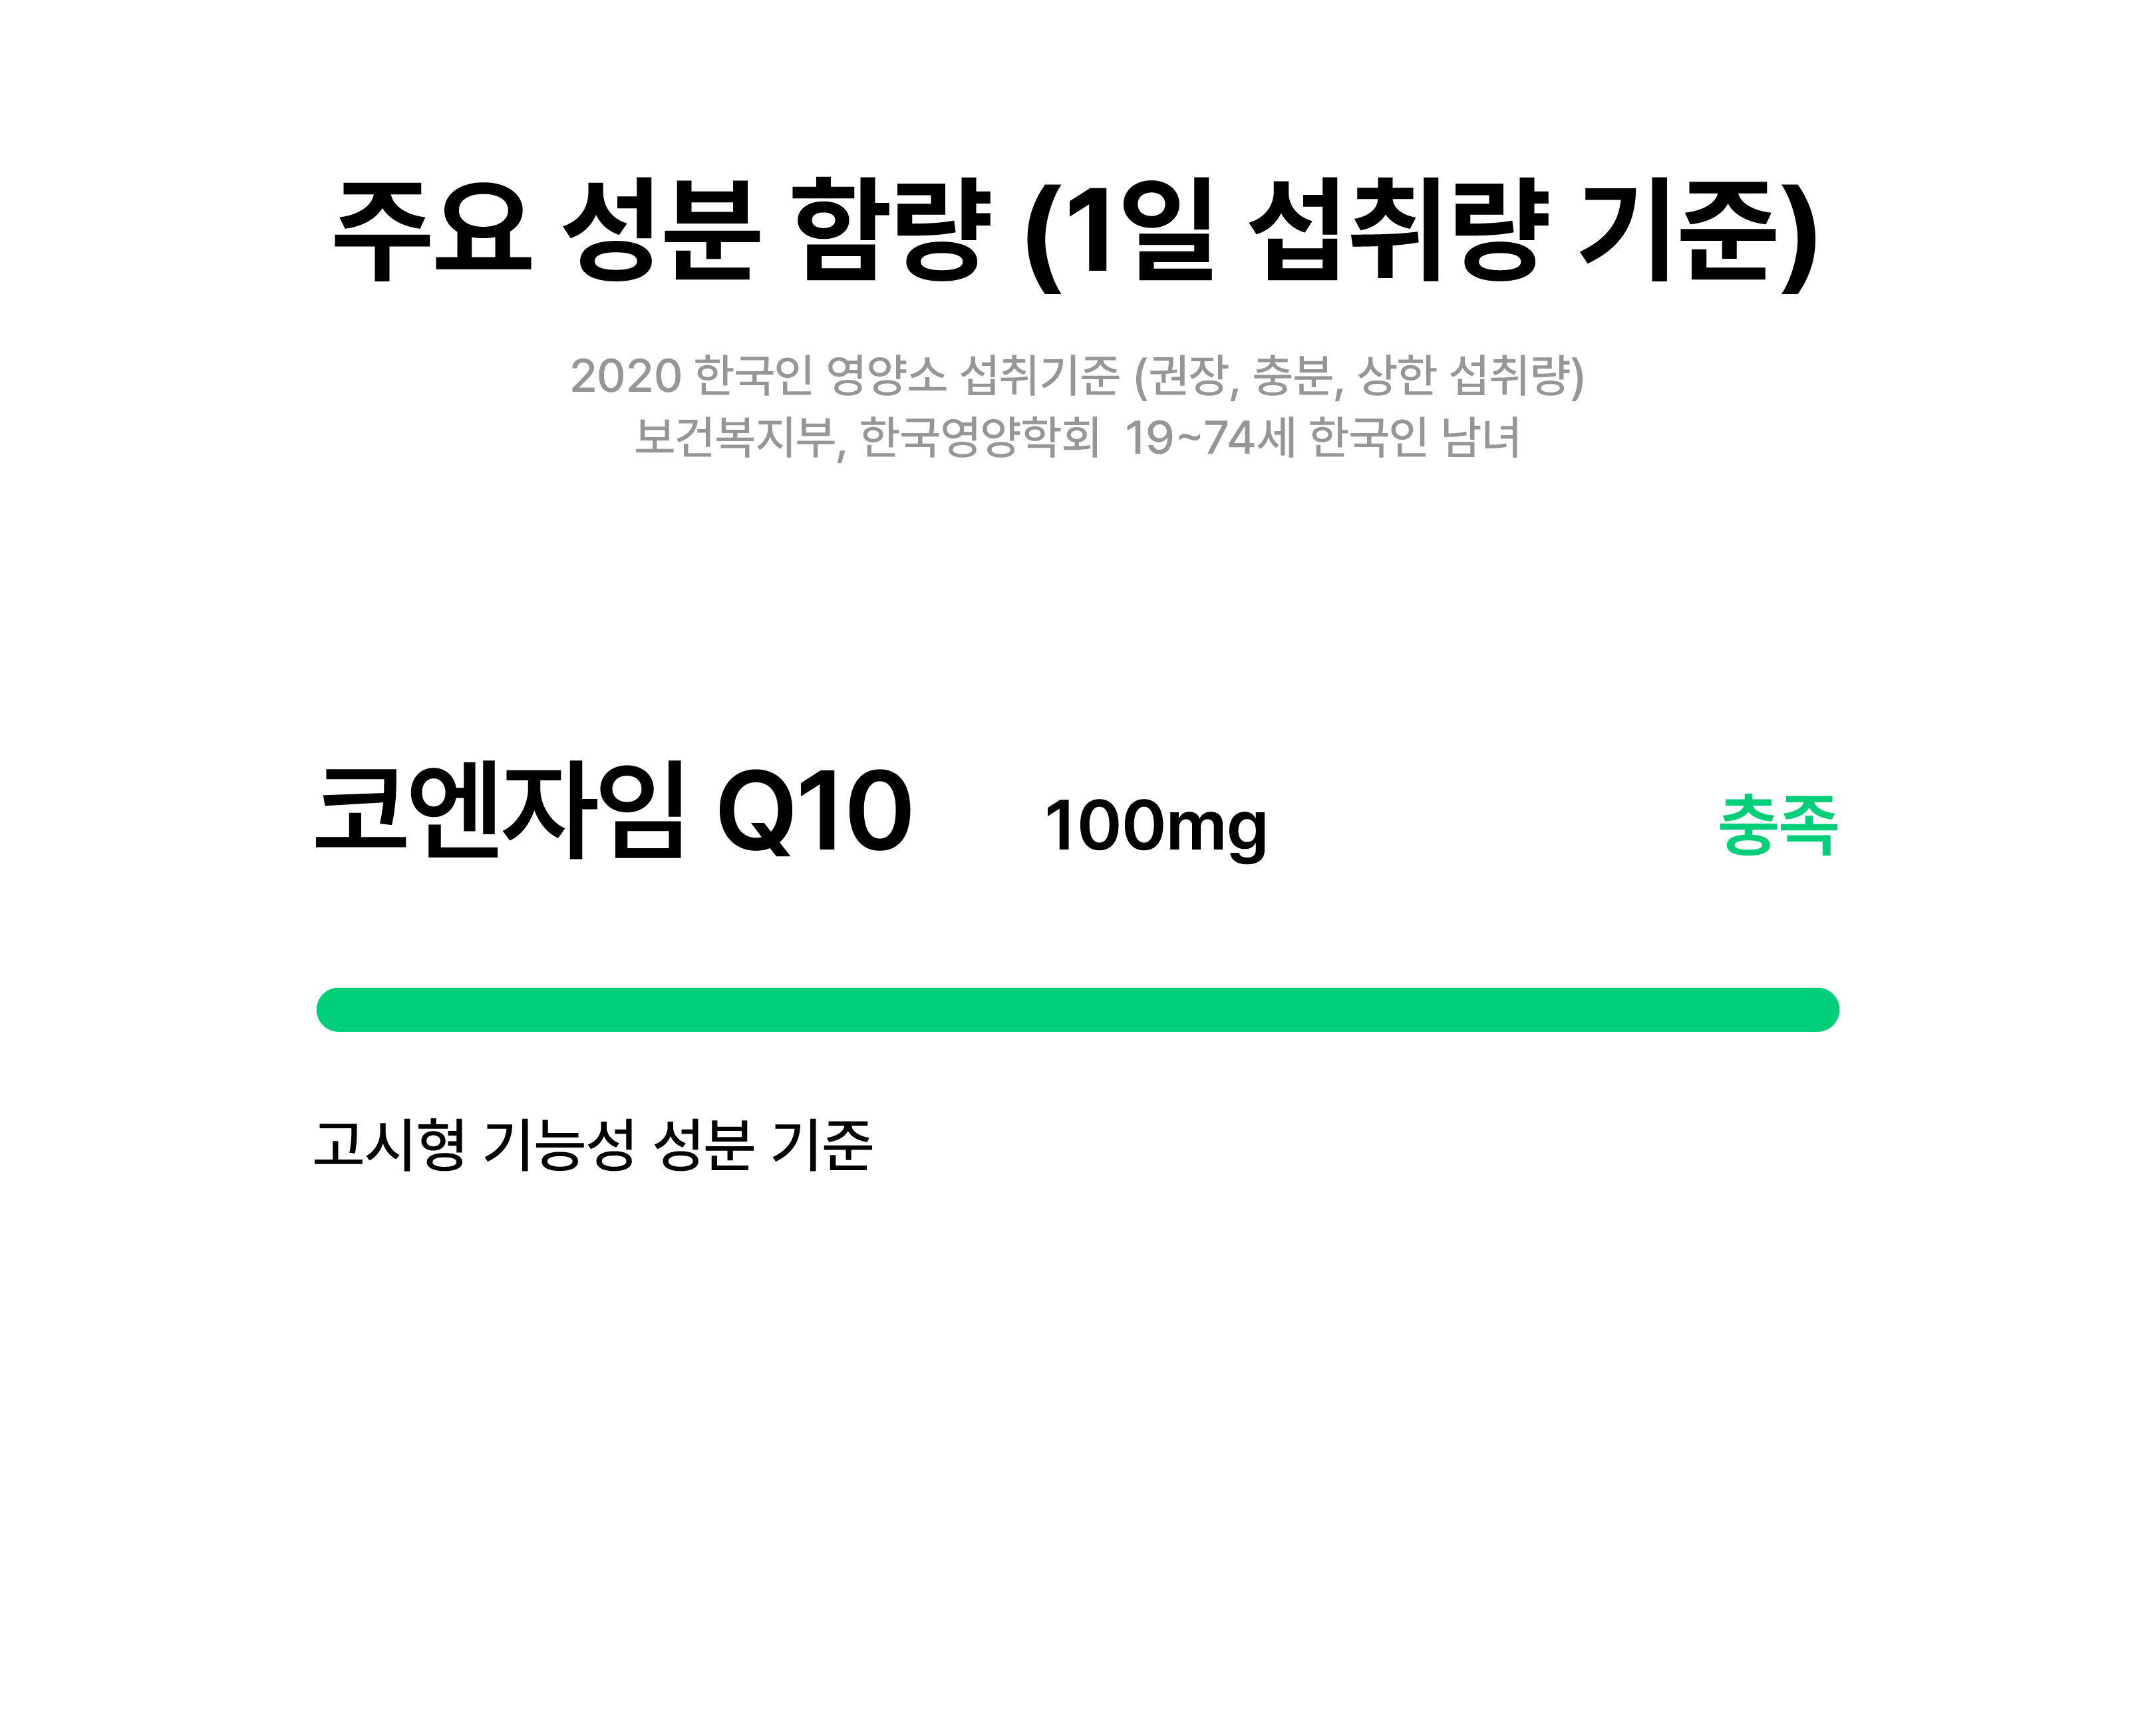 주요 성분 함량 (1일 섭취량 기준)
2020 한국인 영양소 섭취기준 (권장, 충분, 상한 섭취량)
보건복지부, 한국영양학회 19~74세 한국인 남녀
코엔자임 Q10 100mg 충족
고시형 기능성 성분 기준